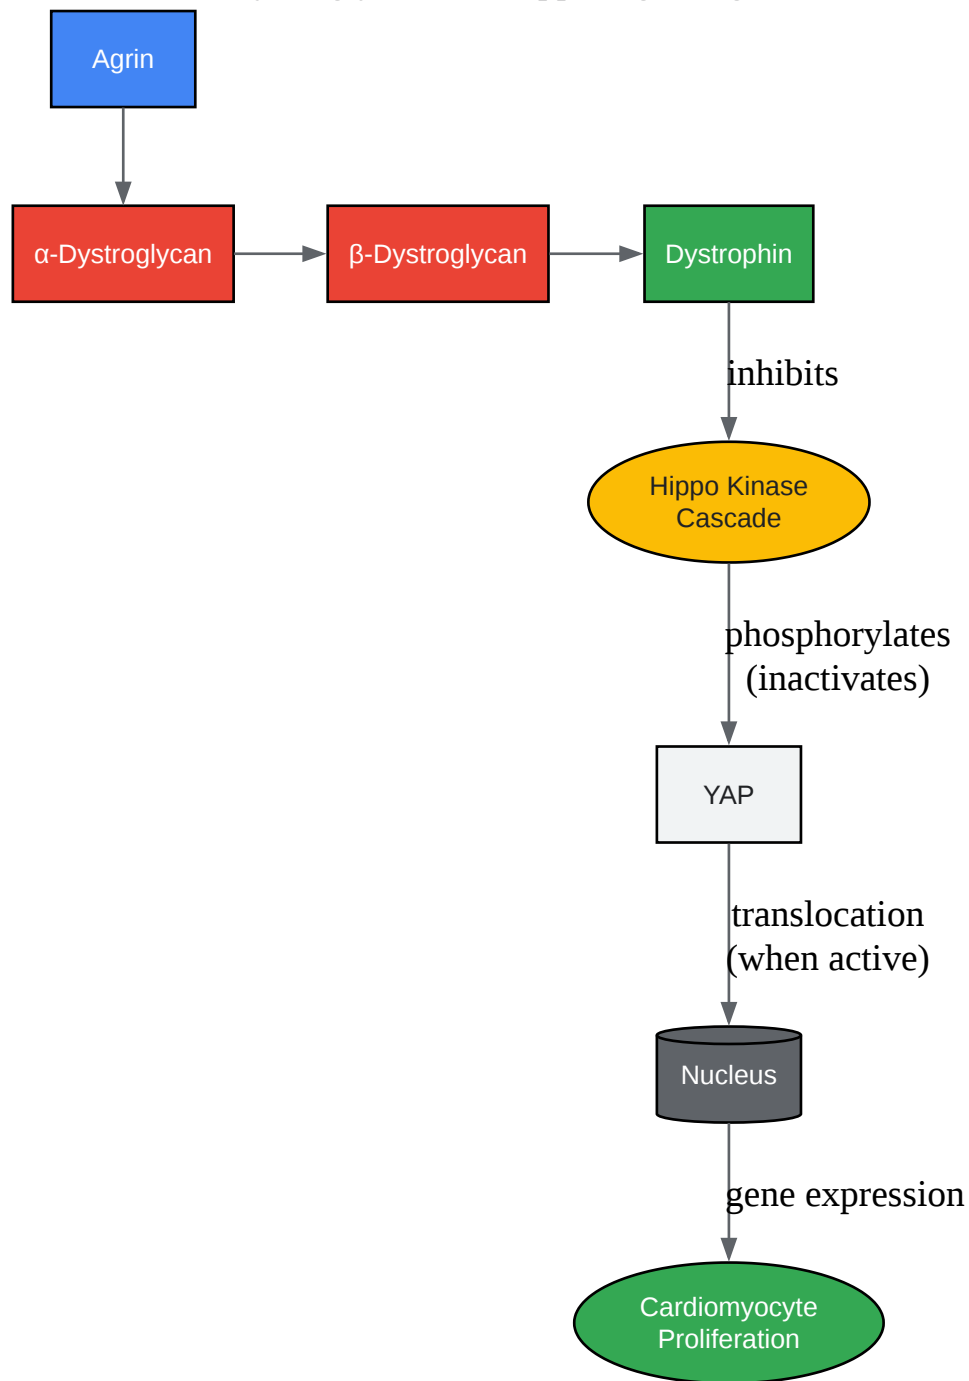 Agrin
α-Dystroglycan
β-Dystroglycan
Dystrophin
inhibits
Hippo Kinase
Cascade
phosphorylates
(inactivates)
YAP
translocation
(when active)
Nucleus
gene expression
Cardiomyocyte
Proliferation